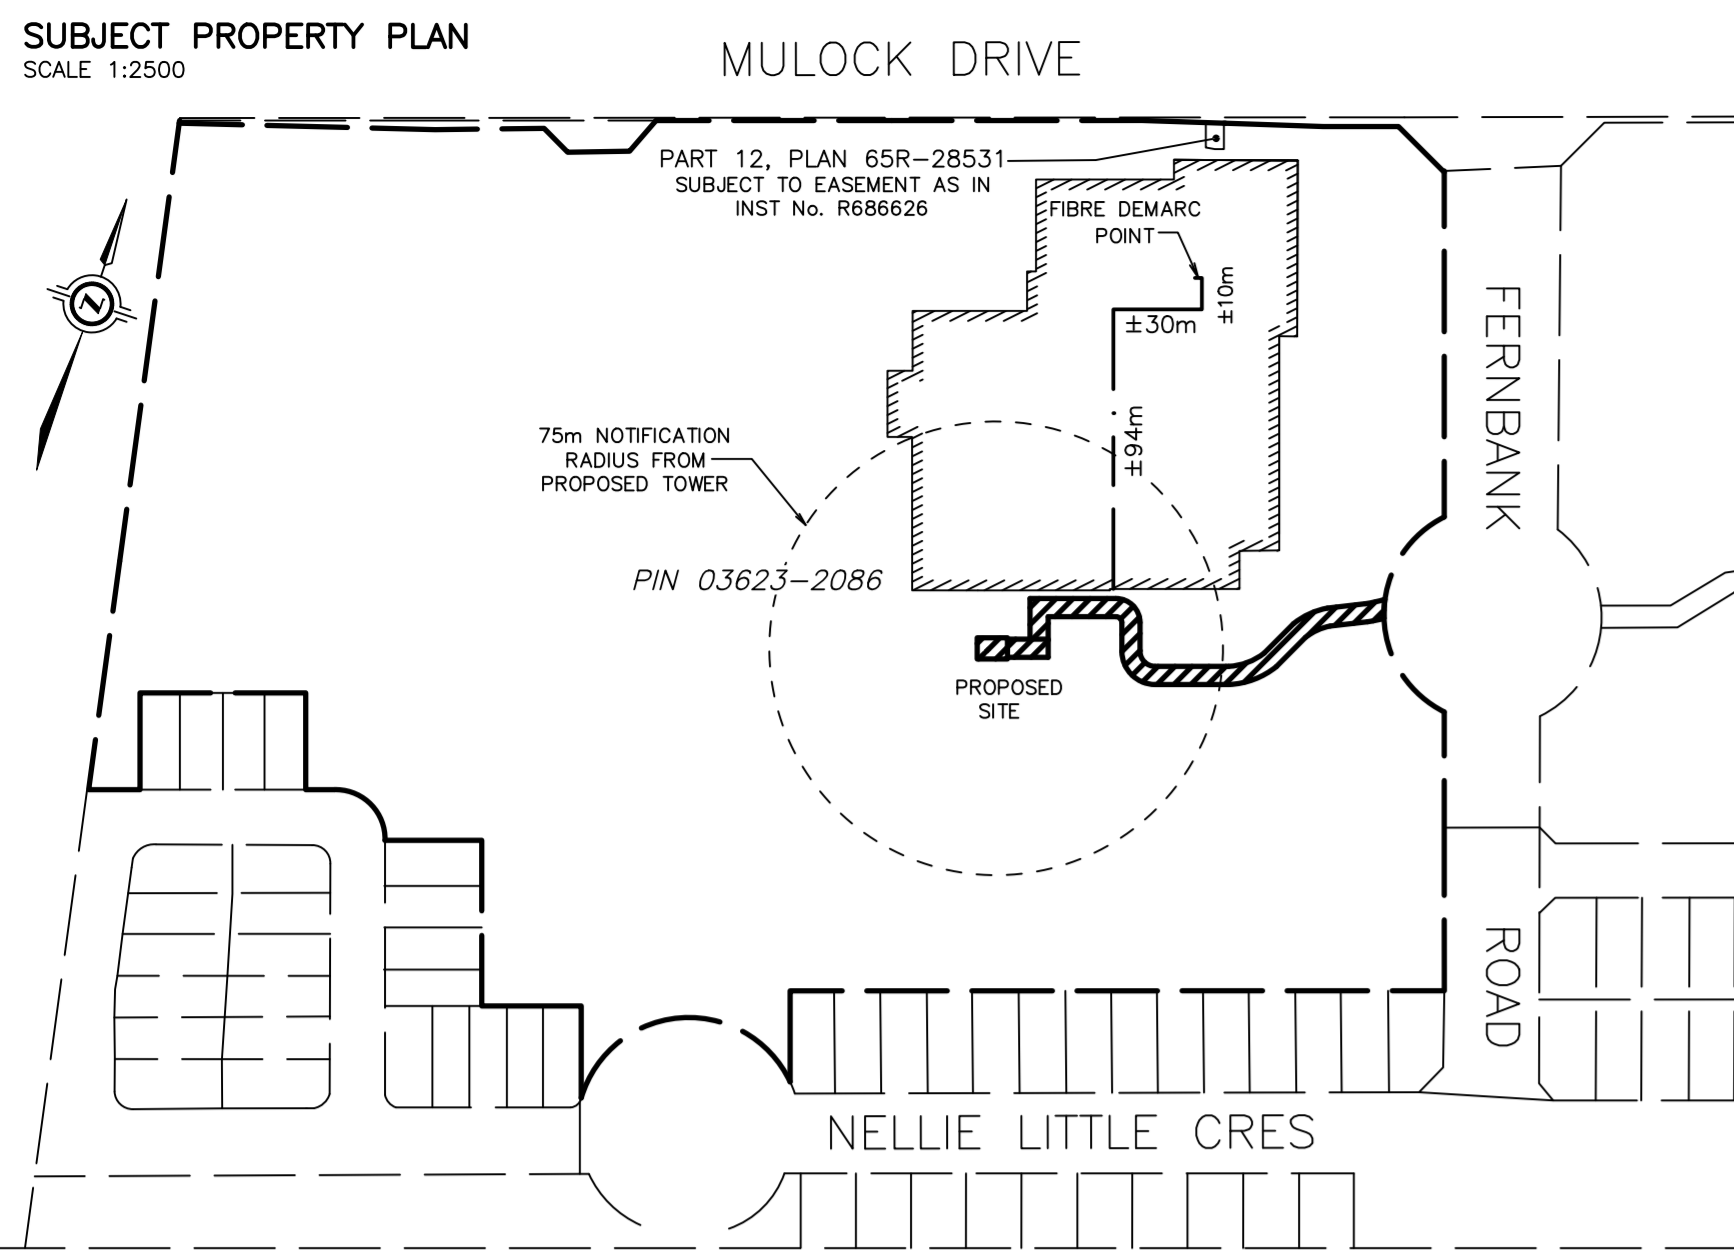 SUBJECT PROPERTY PLAN
SCALE 1:2500
MULOCK DRIVE
PART 12, PLAN 65R-28531
SUBJECT TO EASEMENT AS IN
INST No. R686626
FIBRE DEMARC
POINT
±10m
±30m
±94m
N
75m NOTIFICATION
RADIUS FROM
PROPOSED TOWER
PIN 03623-2086
PROPOSED
SITE
FERNBANK
ROAD
NELLIE LITTLE CRES